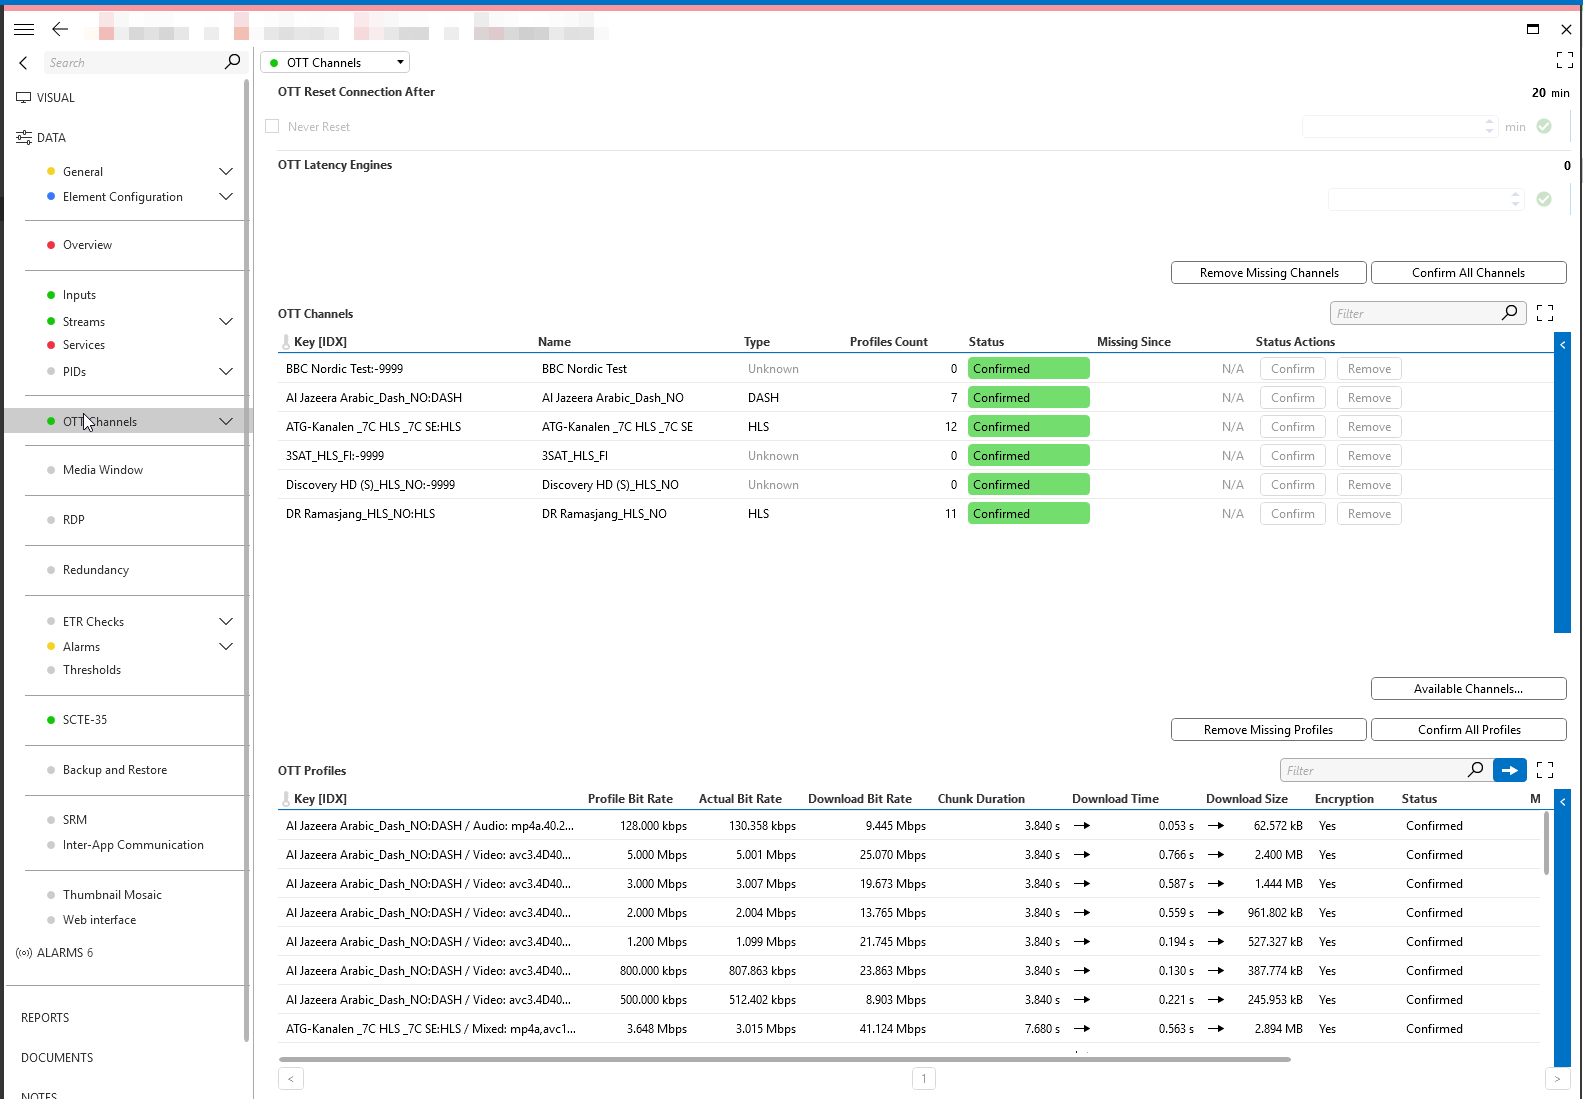 Search
OTT Channels
VISUAL
DATA
General
Element Configuration
Overview
Inputs
Streams
Services
PIDs
OTT Channels
Media Window
RDP
Redundancy
ETR Checks
Alarms
Thresholds
SCTE-35
Backup and Restore
SRM
Inter-App Communication
Thumbnail Mosaic
Web interface
ALARMS 6
REPORTS
DOCUMENTS
NOTES
OTT Reset Connection After 20 min
Never Reset min
OTT Latency Engines 0
Remove Missing Channels Confirm All Channels
OTT Channels Filter
Key [IDX] Name Type Profiles Count Status Missing Since Status Actions
BBC Nordic Test:-9999 BBC Nordic Test Unknown 0 Confirmed N/A Confirm Remove
Al Jazeera Arabic_Dash_NO:DASH Al Jazeera Arabic_Dash_NO DASH 7 Confirmed N/A Confirm Remove
ATG-Kanalen _7C HLS _7C SE:HLS ATG-Kanalen _7C HLS _7C SE HLS 12 Confirmed N/A Confirm Remove
3SAT_HLS_FI:-9999 3SAT_HLS_FI Unknown 0 Confirmed N/A Confirm Remove
Discovery HD (S)_HLS_NO:-9999 Discovery HD (S)_HLS_NO Unknown 0 Confirmed N/A Confirm Remove
DR Ramasjang_HLS_NO:HLS DR Ramasjang_HLS_NO HLS 11 Confirmed N/A Confirm Remove
Available Channels...
Remove Missing Profiles Confirm All Profiles
OTT Profiles Filter
Key [IDX] Profile Bit Rate Actual Bit Rate Download Bit Rate Chunk Duration Download Time Download Size Encryption Status M
Al Jazeera Arabic_Dash_NO:DASH / Audio: mp4a.40.2... 128.000 kbps 130.358 kbps 9.445 Mbps 3.840 s 0.053 s 62.572 kB Yes Confirmed
Al Jazeera Arabic_Dash_NO:DASH / Video: avc3.4D40... 5.000 Mbps 5.001 Mbps 25.070 Mbps 3.840 s 0.766 s 2.400 MB Yes Confirmed
Al Jazeera Arabic_Dash_NO:DASH / Video: avc3.4D40... 3.000 Mbps 3.007 Mbps 19.673 Mbps 3.840 s 0.587 s 1.444 MB Yes Confirmed
Al Jazeera Arabic_Dash_NO:DASH / Video: avc3.4D40... 2.000 Mbps 2.004 Mbps 13.765 Mbps 3.840 s 0.559 s 961.802 kB Yes Confirmed
Al Jazeera Arabic_Dash_NO:DASH / Video: avc3.4D40... 1.200 Mbps 1.099 Mbps 21.745 Mbps 3.840 s 0.194 s 527.327 kB Yes Confirmed
Al Jazeera Arabic_Dash_NO:DASH / Video: avc3.4D40... 800.000 kbps 807.863 kbps 23.863 Mbps 3.840 s 0.130 s 387.774 kB Yes Confirmed
Al Jazeera Arabic_Dash_NO:DASH / Video: avc3.4D40... 500.000 kbps 512.402 kbps 8.903 Mbps 3.840 s 0.221 s 245.953 kB Yes Confirmed
ATG-Kanalen _7C HLS _7C SE:HLS / Mixed: mp4a,avc1... 3.648 Mbps 3.015 Mbps 41.124 Mbps 7.680 s 0.563 s 2.894 MB Yes Confirmed
< 1 >